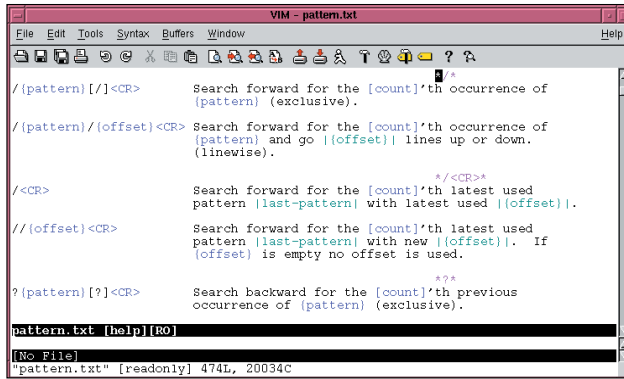 VIM - pattern.txt
File Edit Tools Syntax Buffers Window Help
*/*
/{pattern}[/]<CR> Search forward for the [count]'th occurrence of
{pattern} (exclusive).
/{pattern}/{offset}<CR> Search forward for the [count]'th occurrence of
{pattern} and go |{offset}| lines up or down.
(linewise).
*/<CR>*
/<CR> Search forward for the [count]'th latest used
pattern |last-pattern| with latest used |{offset}|.
//{offset}<CR> Search forward for the [count]'th latest used
pattern |last-pattern| with new |{offset}|. If
{offset} is empty no offset is used.
*?*
?{pattern}[?]<CR> Search backward for the [count]'th previous
occurrence of {pattern} (exclusive).
pattern.txt [help][RO]
[No File]
"pattern.txt" [readonly] 474L, 20034C